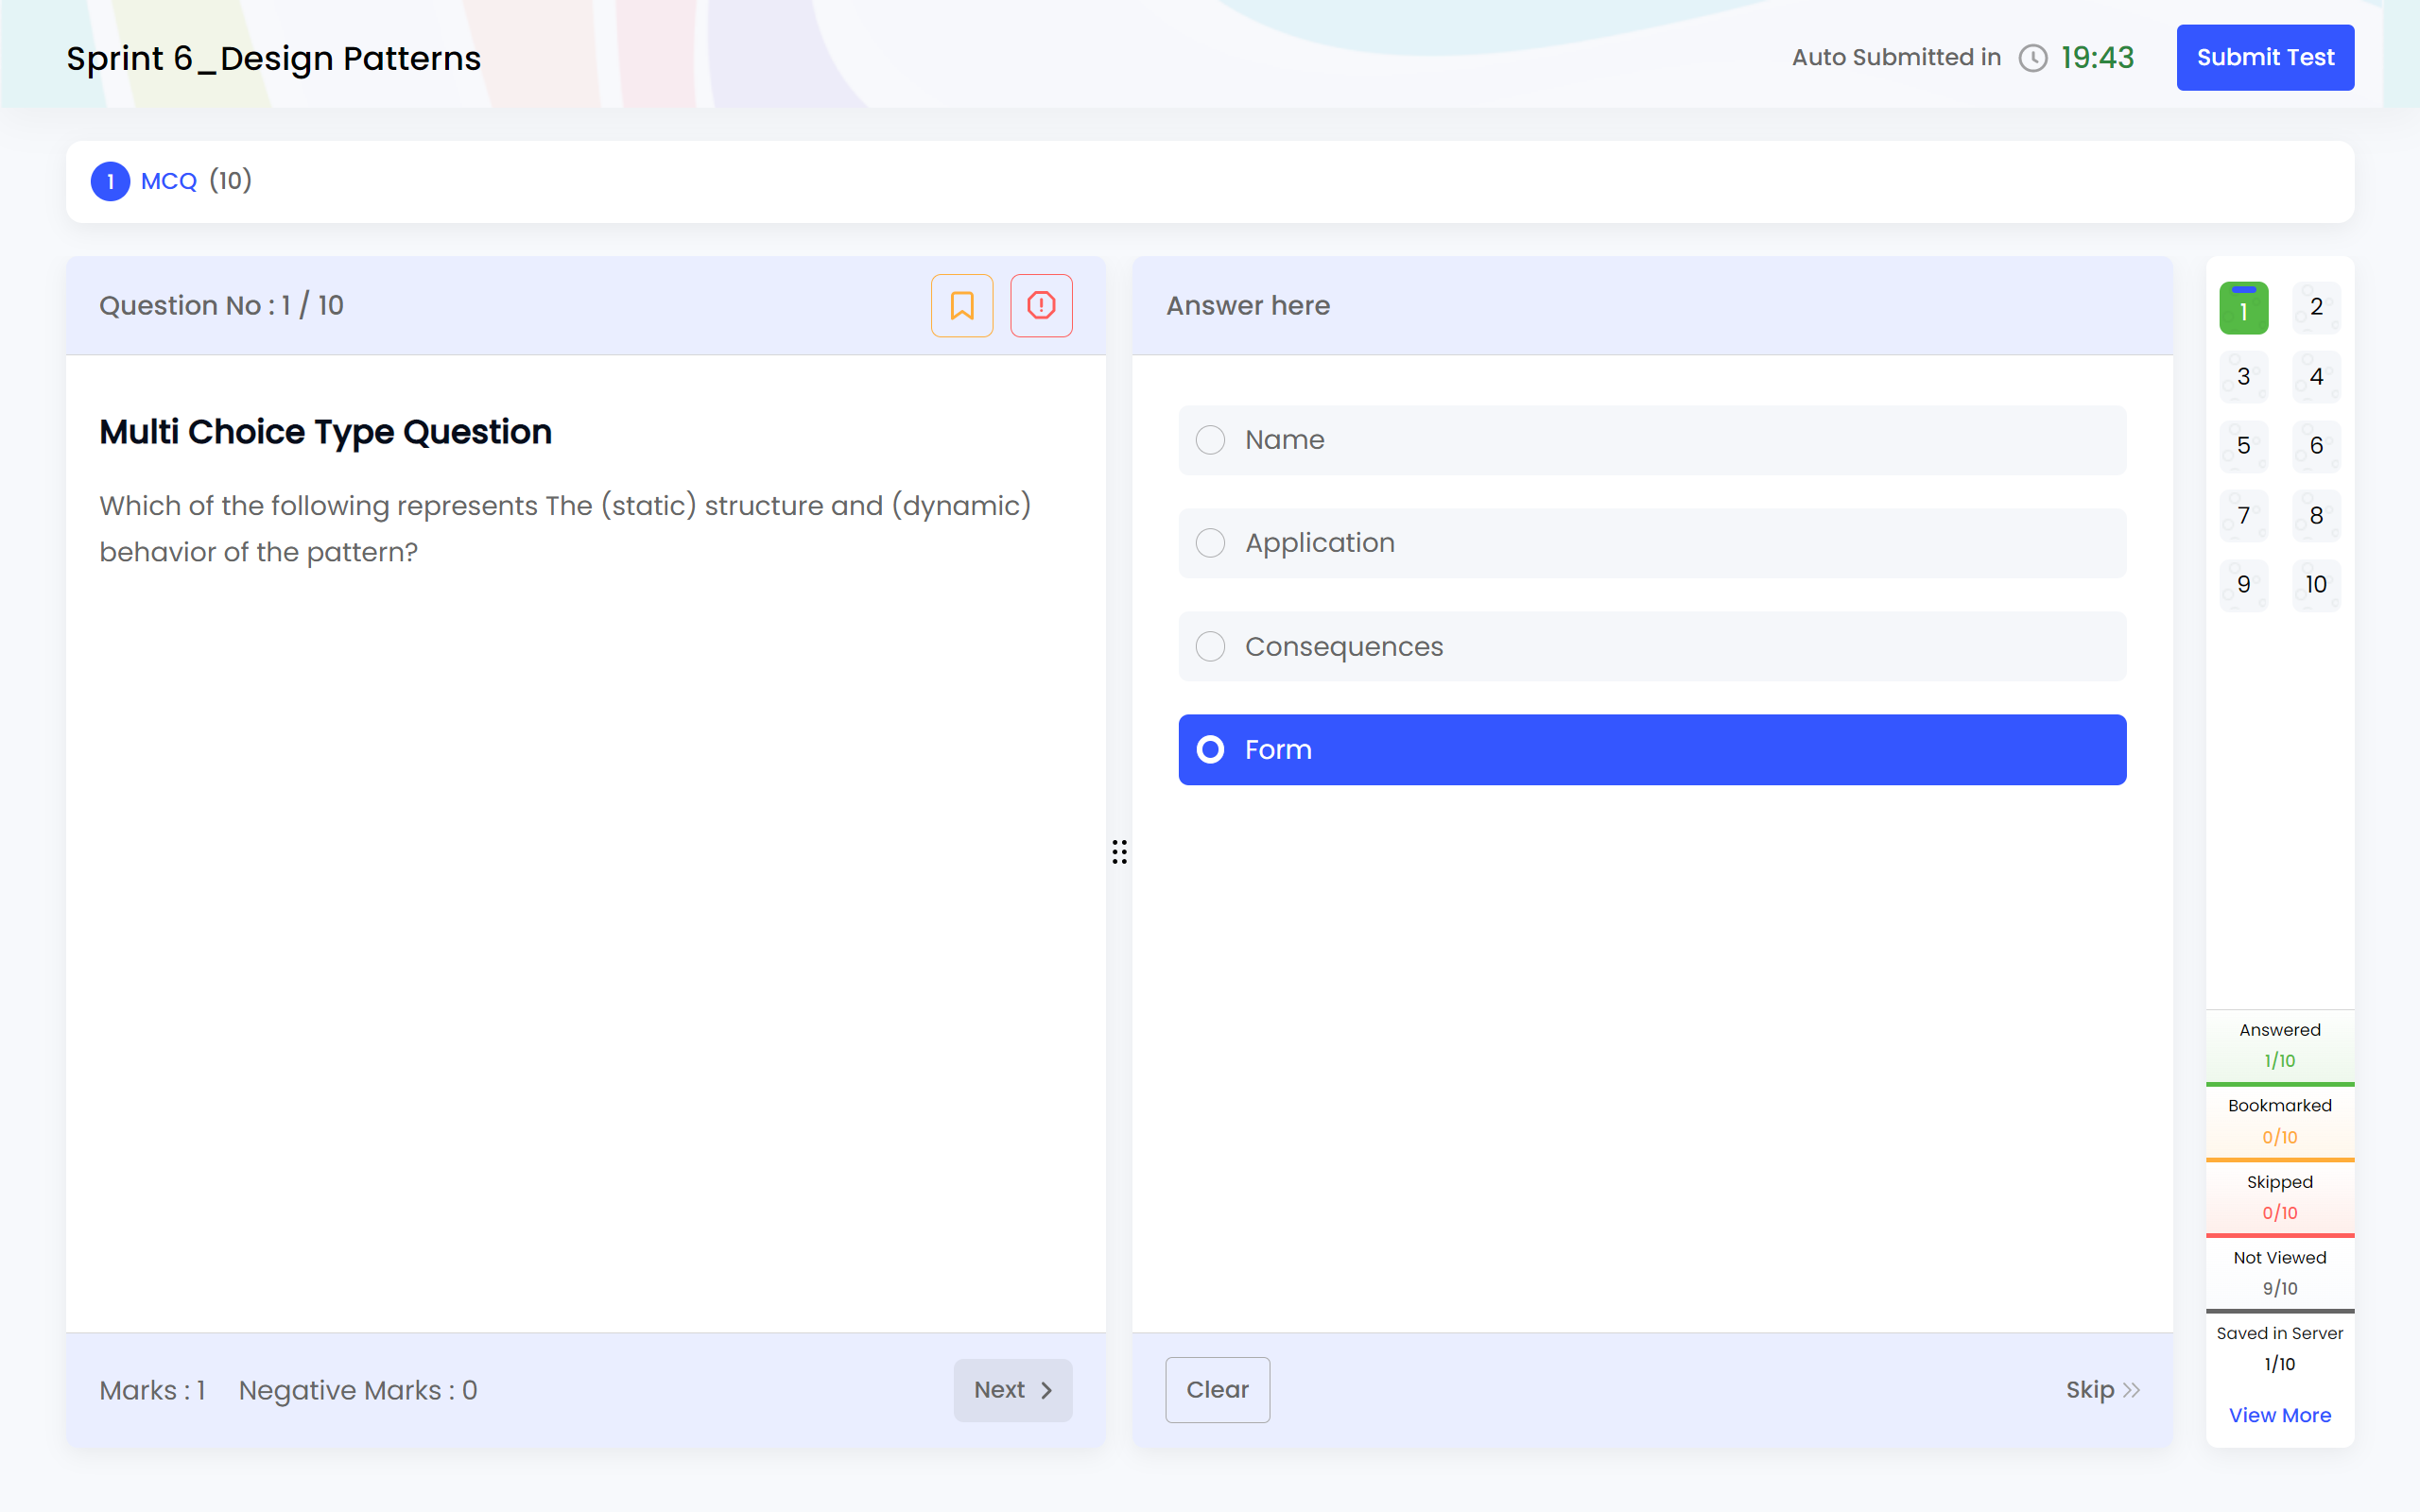 Sprint 6_Design Patterns
Auto Submitted in 19:43
Submit Test
1 MCQ (10)
Question No : 1 / 10
Multi Choice Type Question
Which of the following represents The (static) structure and (dynamic)
behavior of the pattern?
Marks : 1 Negative Marks : 0
Next
Answer here
Name
Application
Consequences
Form
Clear
Skip
1 2
3 4
5 6
7 8
9 10
Answered
1/10
Bookmarked
0/10
Skipped
0/10
Not Viewed
9/10
Saved in Server
1/10
View More